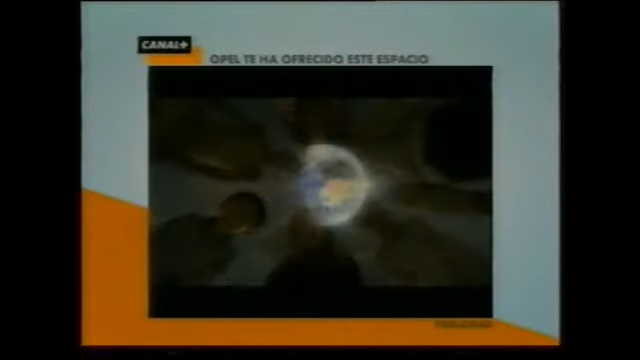 CANAL+
OPEL TE HA OFRECIDO ESTE ESPACIO
PUBLICIDAD